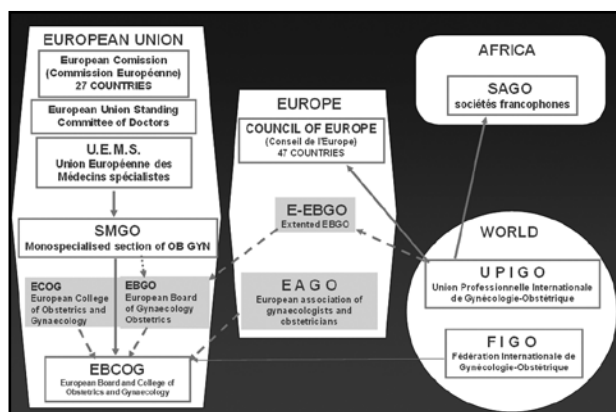 EUROPEAN UNION
European Comission
(Commission Européenne)
27 COUNTRIES
European Union Standing
Committee of Doctors
U.E.M.S.
Union Européenne des
Médecins spécialistes
SMGO
Monospecialised section of OB GYN
ECOG
European College
of Obstetrics and
Gynaecology
EBGO
European Board
of Gynaecology
Obstetrics
EBCOG
European Board and College of
Obstetrics and Gynaecology
EUROPE
COUNCIL OF EUROPE
(Conseil de l'Europe)
47 COUNTRIES
E-EBGO
Extented EBGO
E A G O
European association of
gynaecologists and
obstetricians
AFRICA
SAGO
sociétés francophones
WORLD
U P I G O
Union Professionnelle Internationale
de Gynécologie-Obstétrique
F I G O
Fédération Internationale de
Gynécologie-Obstétrique